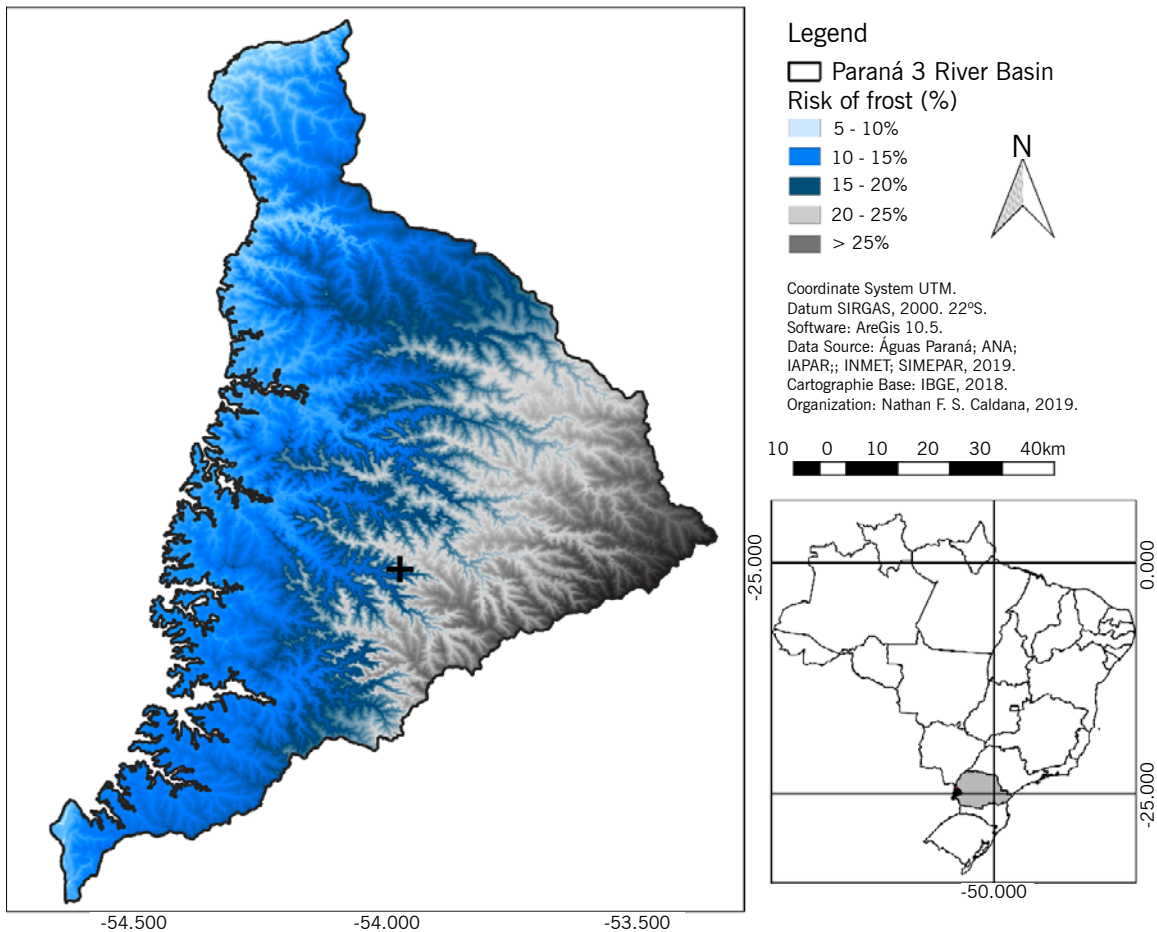 Legend
Paraná 3 River Basin
Risk of frost (%)
5 - 10%
10 - 15%
15 - 20%
20 - 25%
> 25%
N
Coordinate System UTM.
Datum SIRGAS, 2000. 22ºS.
Software: AreGis 10.5.
Data Source: Águas Paraná; ANA;
IAPAR;; INMET; SIMEPAR, 2019.
Cartographie Base: IBGE, 2018.
Organization: Nathan F. S. Caldana, 2019.
10 0 10 20 30 40km
-25.000
0.000
-25.000
-50.000
-54.500 -54.000 -53.500